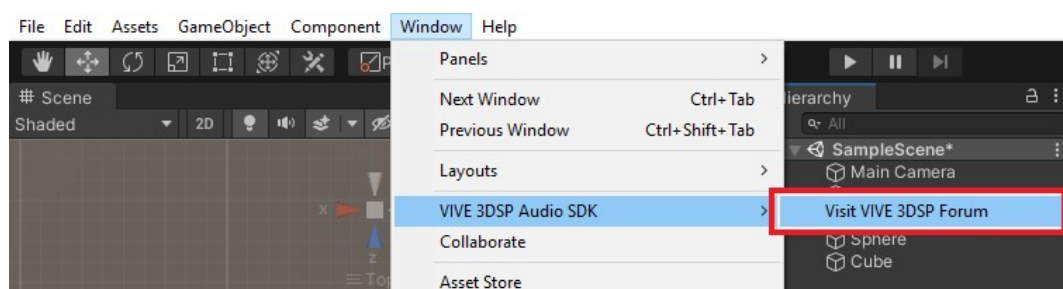 File Edit Assets GameObject Component Window Help
Panels
# Scene
Next Window Ctrl+Tab
Hierarchy
Shaded 2D
Previous Window Ctrl+Shift+Tab
All
SampleScene*
Layouts
Main Camera
x
VIVE 3DSP Audio SDK
Visit VIVE 3DSP Forum
Collaborate
Sphere
z
Cube
Asset Store